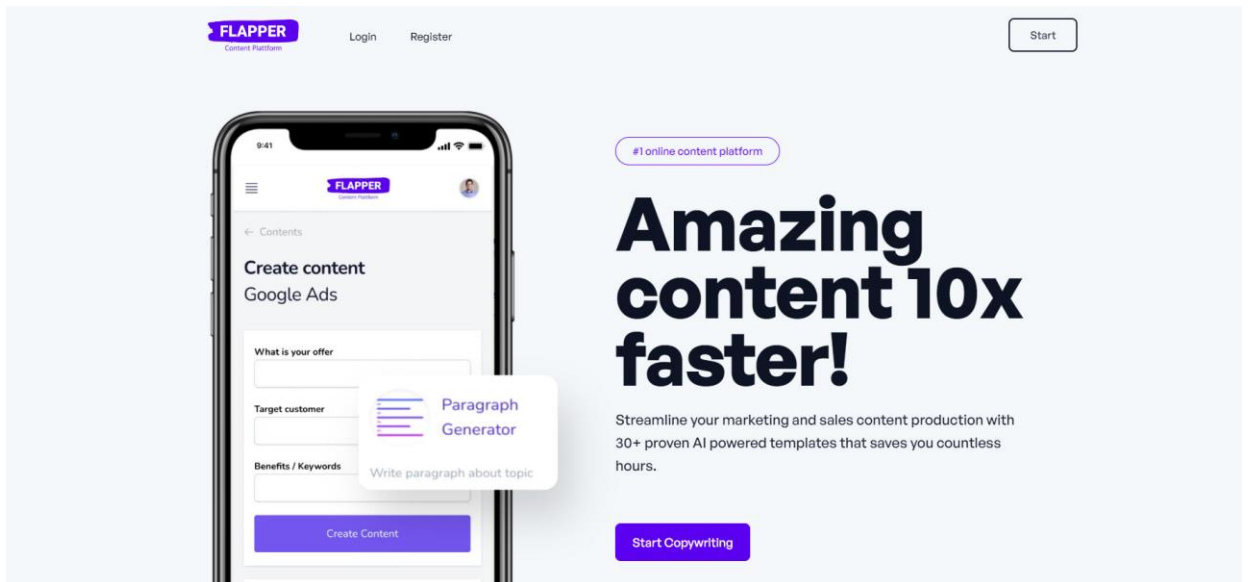 FLAPPER
Content Plattform
Login
Register
Start
9:41
FLAPPER
Content Plattform
← Contents
Create content
Google Ads
What is your offer
Target customer
Benefits / Keywords
Create Content
Paragraph
Generator
Write paragraph about topic
#1 online content platform
Amazing
content 10x
faster!
Streamline your marketing and sales content production with
30+ proven AI powered templates that saves you countless
hours.
Start Copywriting